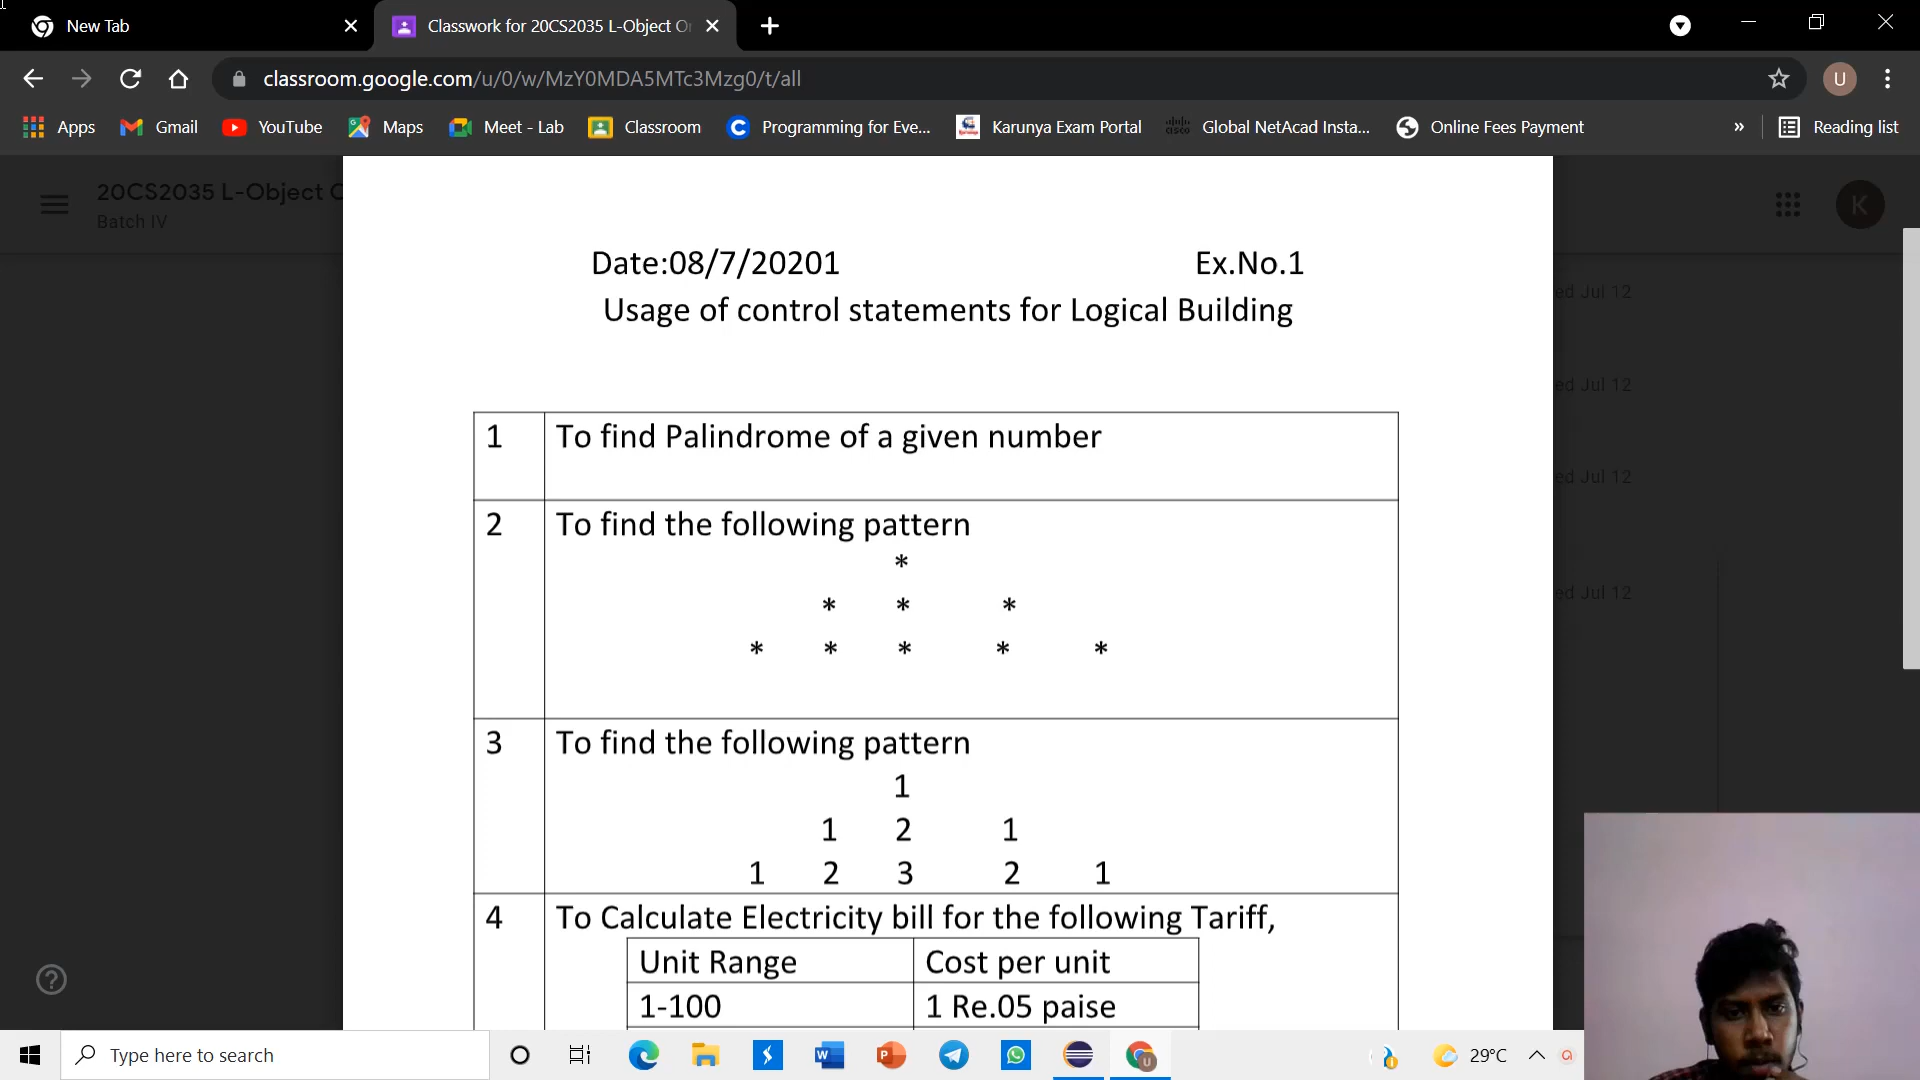 New Tab
Classwork for 20CS2035 L-Object Or
classroom.google.com/u/0/w/MzY0MDA5MTc3Mzg0/t/all
U
Apps
Gmail
YouTube
Maps
Meet - Lab
Classroom
Programming for Eve...
Karunya Exam Portal
Global NetAcad Insta...
Online Fees Payment
»
Reading list
20CS2035 L-Object O
Batch IV
K
Date:08/7/20201 Ex.No.1
Usage of control statements for Logical Building
ed Jul 12
ed Jul 12
ed Jul 12
ed Jul 12
1 To find Palindrome of a given number
2 To find the following pattern
*
* * *
* * * * *
3 To find the following pattern
1
1 2 1
1 2 3 2 1
4 To Calculate Electricity bill for the following Tariff,
Unit Range Cost per unit
1-100 1 Re.05 paise
Type here to search
29°C